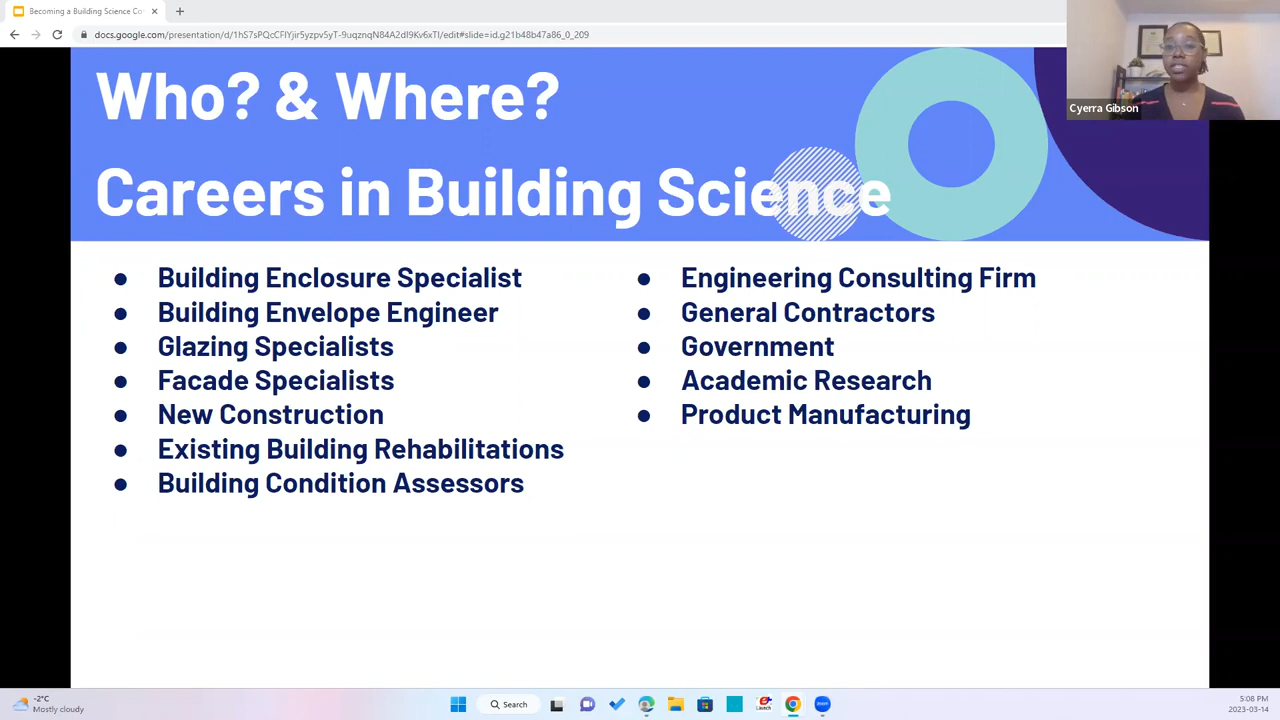 Becoming a Building Science Co
docs.google.com/presentation/d/1hS7sPQcCFIYjir5yzpv5yT-9uqznqN84A2dI9Kv6xTI/edit#slide=id.g21b48b47a86_0_209
Cyerra Gibson
Who? & Where?
Careers in Building Science
● Building Enclosure Specialist
● Building Envelope Engineer
● Glazing Specialists
● Facade Specialists
● New Construction
● Existing Building Rehabilitations
● Building Condition Assessors
● Engineering Consulting Firm
● General Contractors
● Government
● Academic Research
● Product Manufacturing
-2°C
Mostly cloudy
Search
Launch
5:08 PM
2023-03-14